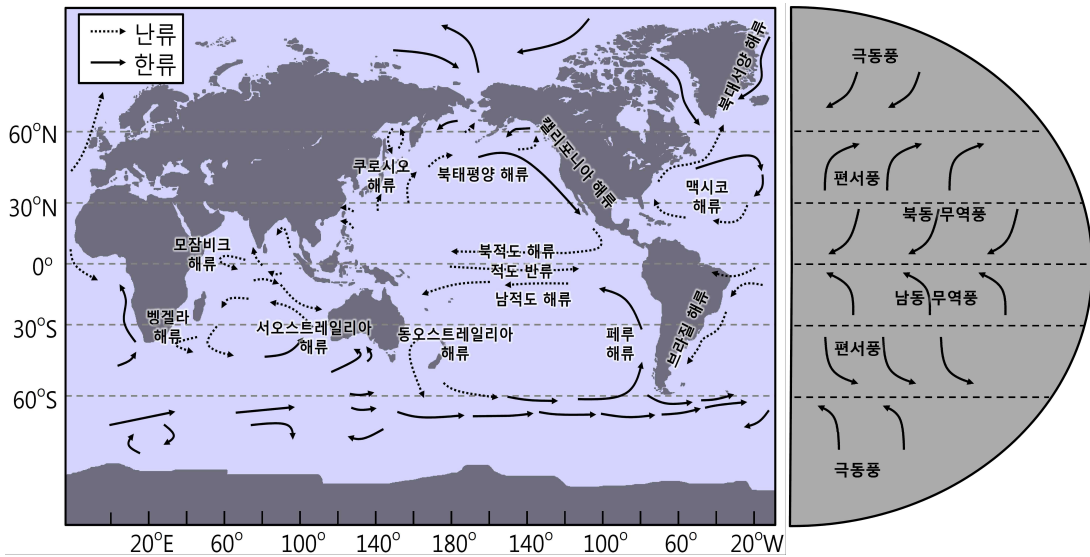 난류
한류
북대서양 해류
극동풍
60°N
쿠로시오
해류
북태평양 해류
캘리포니아 해류
맥시코
해류
편서풍
30°N
북동 무역풍
모잠비크
해류
북적도 해류
적도 반류
남적도 해류
0°
남동 무역풍
벵겔라
해류
서오스트레일리아
해류
동오스트레일리아
해류
페루
해류
브라질 해류
30°S
편서풍
60°S
극동풍
20°E
60°
100°
140°
180°
140°
100°
60°
20°W